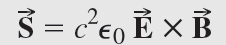 S⃗ = c²ϵ₀ E⃗ × B⃗